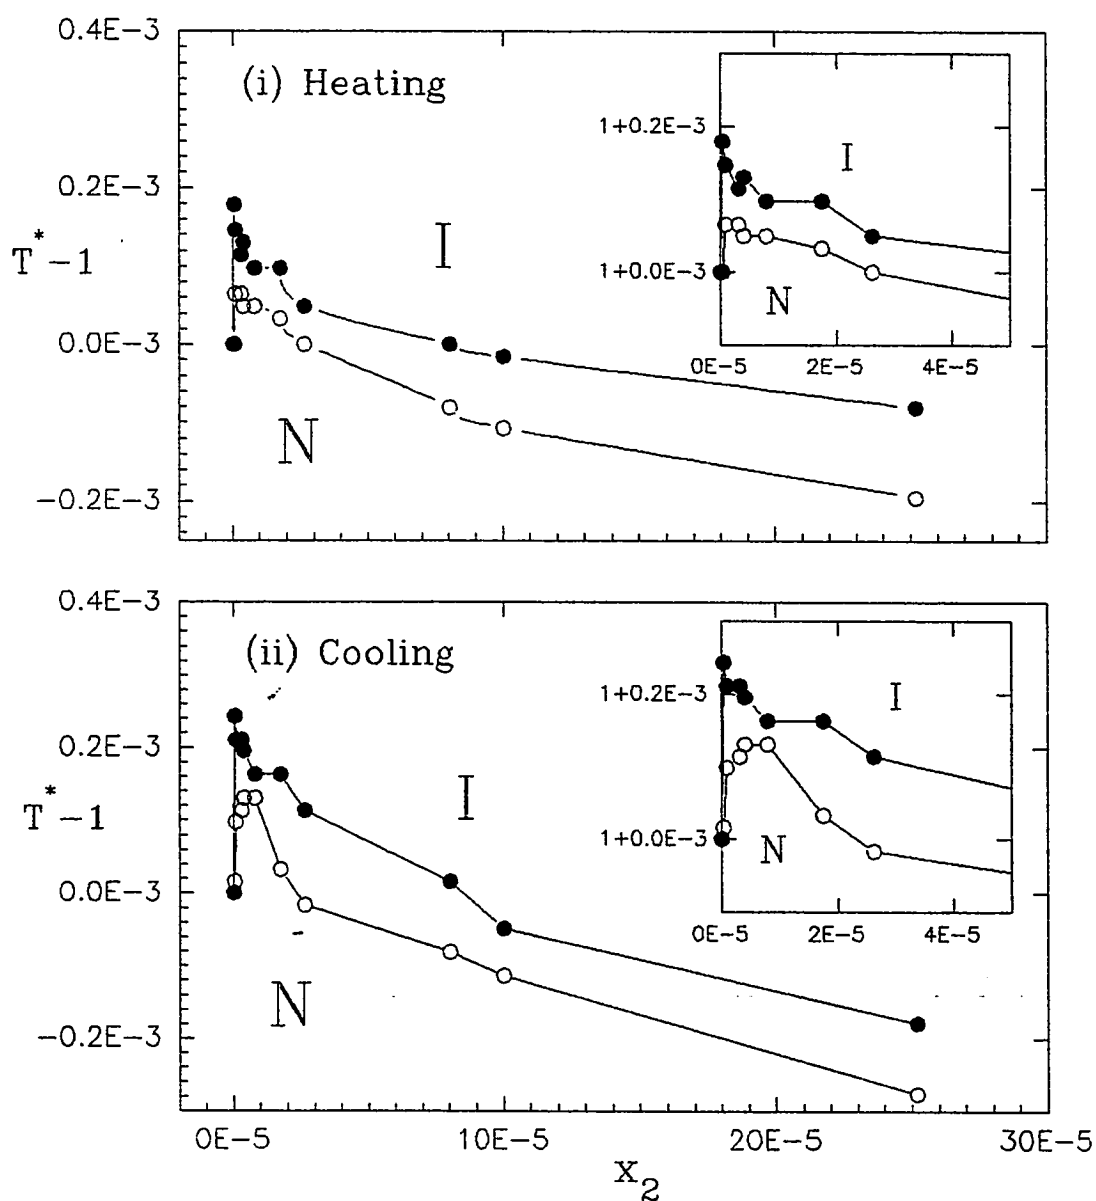 0.4E−3
(i) Heating
1+0.2E−3
I
0.2E−3
I
T*−1
1+0.0E−3
N
0.0E−3
0E−5 2E−5 4E−5
N
−0.2E−3
0.4E−3
(ii) Cooling
1+0.2E−3
I
0.2E−3
I
T*−1
1+0.0E−3
N
0.0E−3
0E−5 2E−5 4E−5
N
−0.2E−3
0E−5 10E−5 20E−5 30E−5
x₂